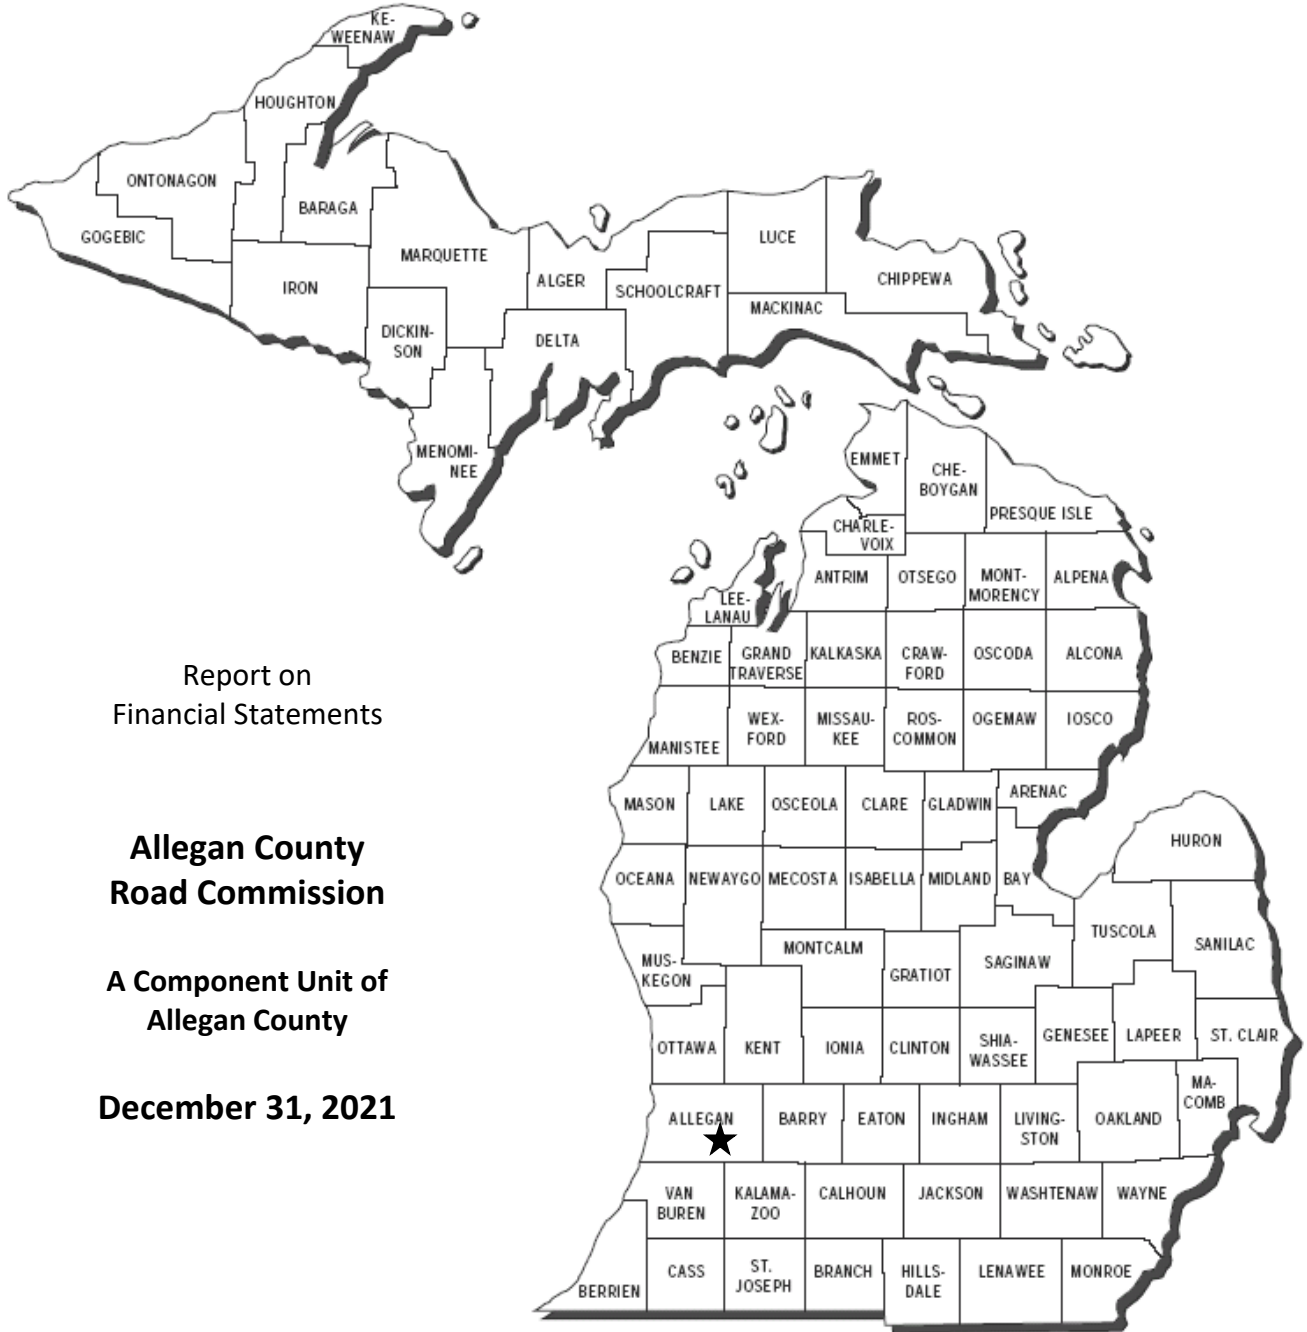 KE-
WEENAW
HOUGHTON
ONTONAGON
BARAGA
GOGEBIC
MARQUETTE
LUCE
ALGER
CHIPPEWA
IRON
SCHOOLCRAFT
MACKINAC
DICKIN-
SON
DELTA
MENOMI-
NEE
EMMET
CHE-
BOYGAN
PRESQUE ISLE
CHARLE-
VOIX
ANTRIM
OTSEGO
MONT-
MORENCY
ALPENA
LEE-
LANAU
BENZIE
GRAND
TRAVERSE
KALKASKA
CRAW-
FORD
OSCODA
ALCONA
Report on
Financial Statements
MANISTEE
WEX-
FORD
MISSAU-
KEE
ROS-
COMMON
OGEMAW
IOSCO
MASON
LAKE
OSCEOLA
CLARE
GLADWIN
ARENAC
Allegan County
Road Commission
HURON
OCEANA
NEWAYGO
MECOSTA
ISABELLA
MIDLAND
BAY
TUSCOLA
SANILAC
A Component Unit of
Allegan County
MUS-
KEGON
MONTCALM
GRATIOT
SAGINAW
OTTAWA
KENT
IONIA
CLINTON
SHIA-
WASSEE
GENESEE
LAPEER
ST. CLAIR
December 31, 2021
ALLEGAN
BARRY
EATON
INGHAM
LIVING-
STON
OAKLAND
MA-
COMB
VAN
BUREN
KALAMA-
ZOO
CALHOUN
JACKSON
WASHTENAW
WAYNE
BERRIEN
CASS
ST.
JOSEPH
BRANCH
HILLS-
DALE
LENAWEE
MONROE